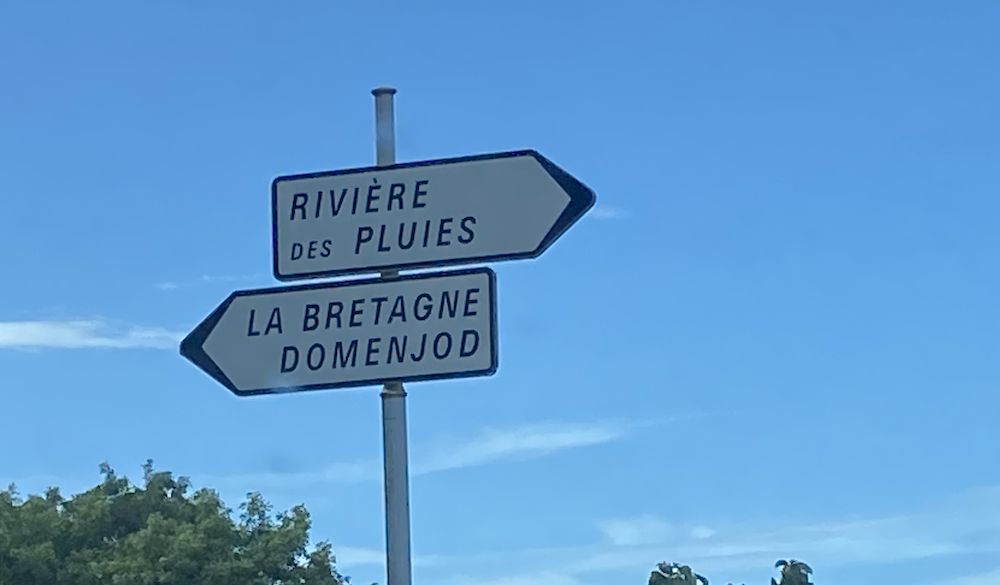 RIVIÈRE
DES PLUIES
LA BRETAGNE
DOMENJOD